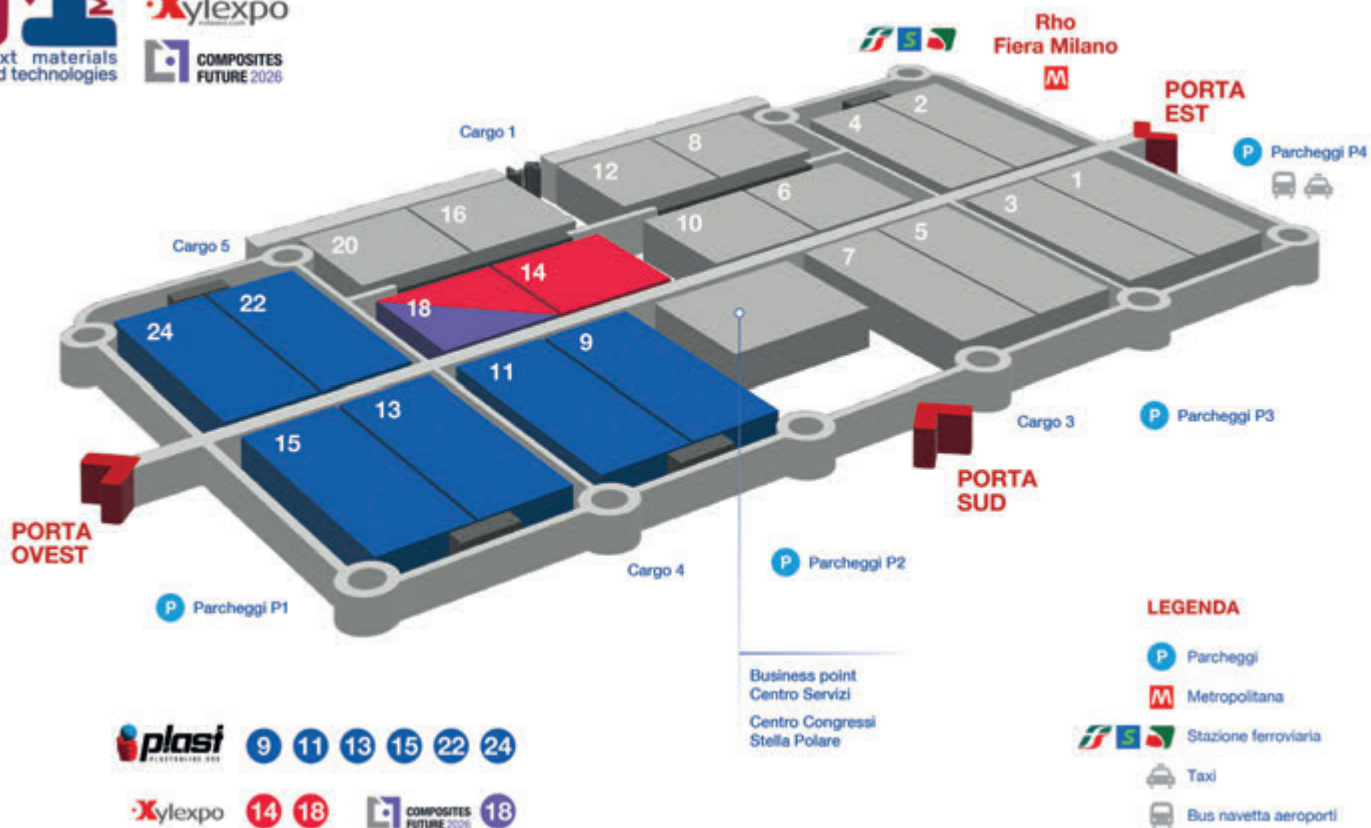 Xylexpo
xylexpo.com
xt materials
d technologies
COMPOSITES
FUTURE 2026
Rho
Fiera Milano
M
PORTA
EST
P Parcheggi P4
Cargo 1
Cargo 5
2
4
8
12
6
10
1
3
5
7
16
20
14
18
22
24
9
11
13
15
Cargo 3
P Parcheggi P3
PORTA
SUD
PORTA
OVEST
Cargo 4
P Parcheggi P2
P Parcheggi P1
Business point
Centro Servizi
Centro Congressi
Stella Polare
LEGENDA
P Parcheggi
M Metropolitana
S Stazione ferroviaria
Taxi
Bus navetta aeroporti
plast 9 11 13 15 22 24
Xylexpo 14 18 COMPOSITES FUTURE 2026 18